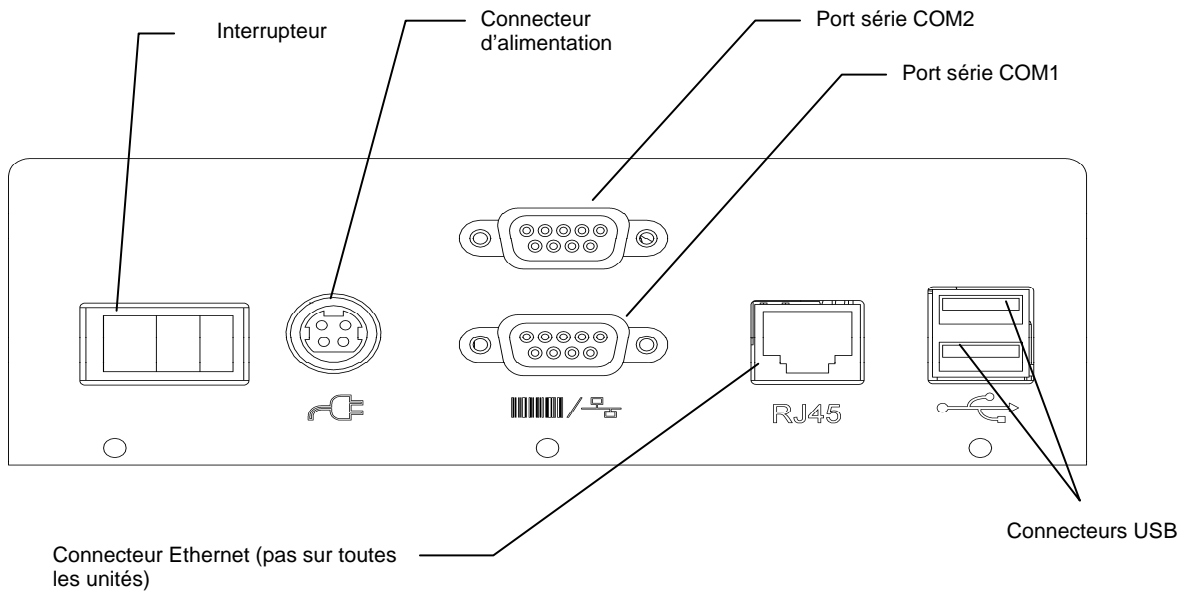 Interrupteur
Connecteur
d’alimentation
Port série COM2
Port série COM1
RJ45
Connecteurs USB
Connecteur Ethernet (pas sur toutes
les unités)